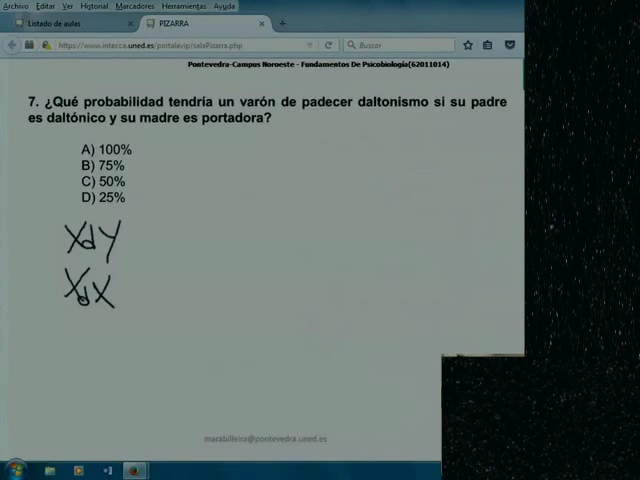 Archivo Editar Ver Historial Marcadores Herramientas Ayuda
Listado de aulas × PIZARRA × +
https://www.intecca.uned.es/portalavip/salaPizarra.php Buscar
Pontevedra-Campus Noroeste - Fundamentos De Psicobiología(62011014)
7. ¿Qué probabilidad tendría un varón de padecer daltonismo si su padre
es daltónico y su madre es portadora?
A) 100%
B) 75%
C) 50%
D) 25%
XdY
XdX
marabilleira@pontevedra.uned.es